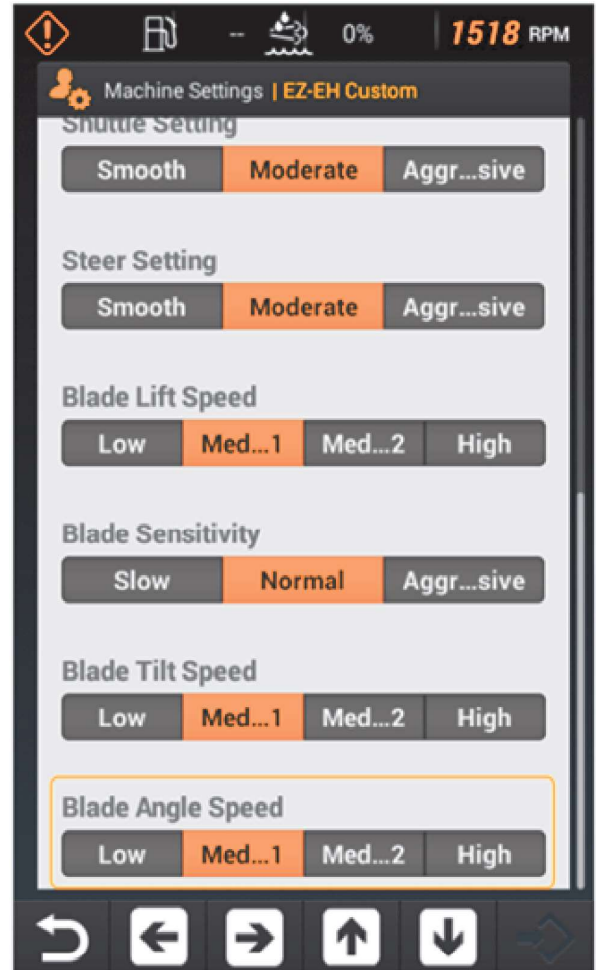 -- 0% 1518 RPM
Machine Settings | EZ-EH Custom
Shuttle Setting
Smooth Moderate Aggr...sive
Steer Setting
Smooth Moderate Aggr...sive
Blade Lift Speed
Low Med...1 Med...2 High
Blade Sensitivity
Slow Normal Aggr...sive
Blade Tilt Speed
Low Med...1 Med...2 High
Blade Angle Speed
Low Med...1 Med...2 High